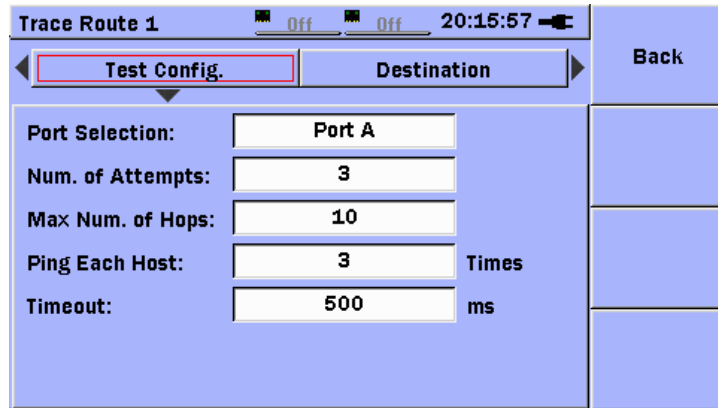 Trace Route 1 Off Off 20:15:57
Back
Test Config. Destination
Port Selection: Port A
Num. of Attempts: 3
Max Num. of Hops: 10
Ping Each Host: 3 Times
Timeout: 500 ms